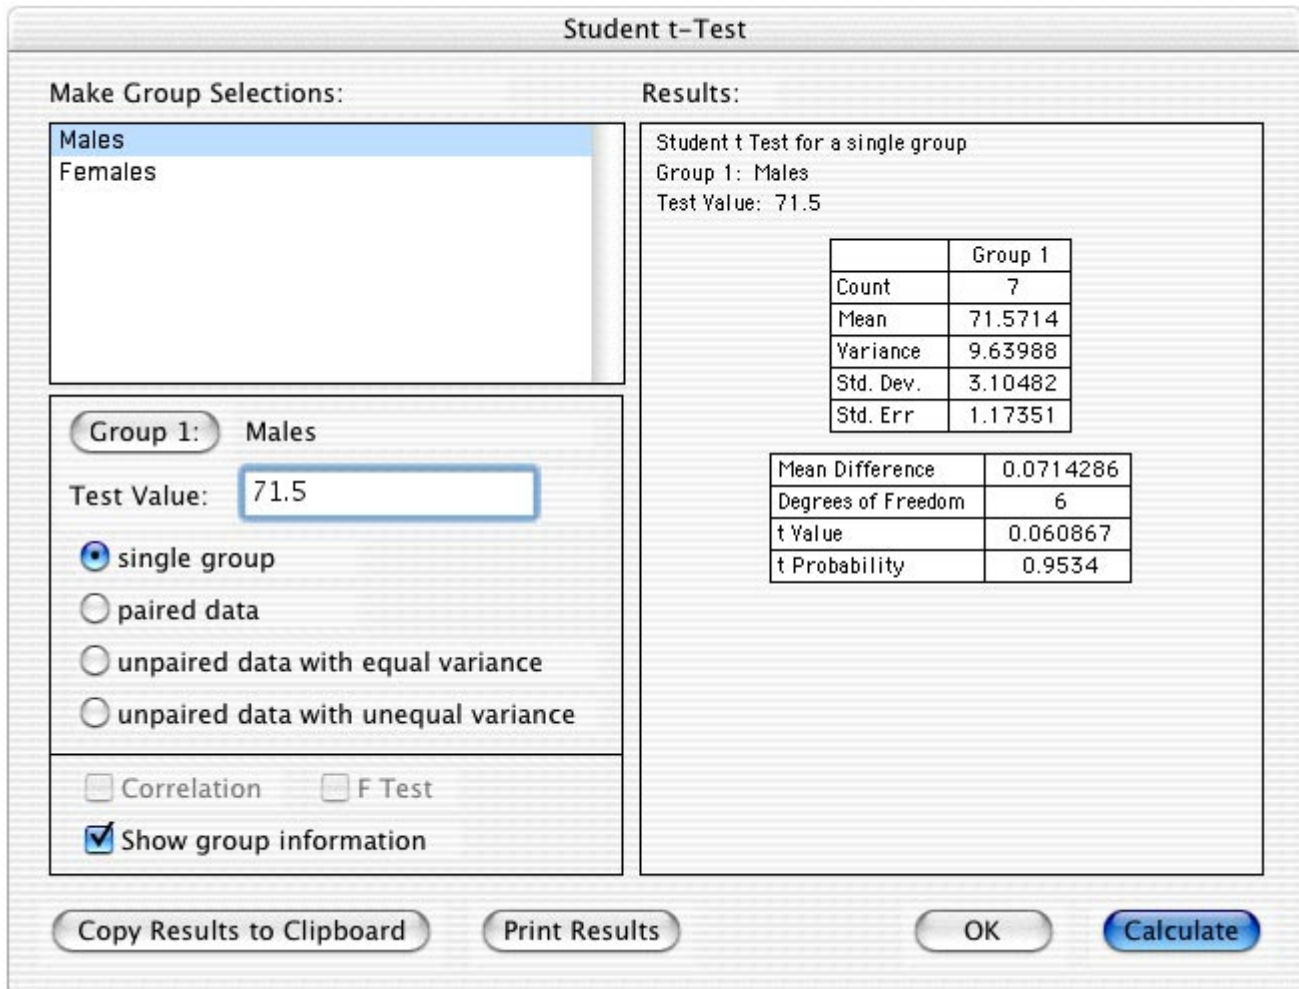 Student t-Test
Make Group Selections:
Males
Females
Group 1: Males
Test Value: 71.5
single group
paired data
unpaired data with equal variance
unpaired data with unequal variance
Correlation F Test
Show group information
Results:
Student t Test for a single group
Group 1: Males
Test Value: 71.5
Group 1
Count 7
Mean 71.5714
Variance 9.63988
Std. Dev. 3.10482
Std. Err 1.17351
Mean Difference 0.0714286
Degrees of Freedom 6
t Value 0.060867
t Probability 0.9534
Copy Results to Clipboard Print Results OK Calculate